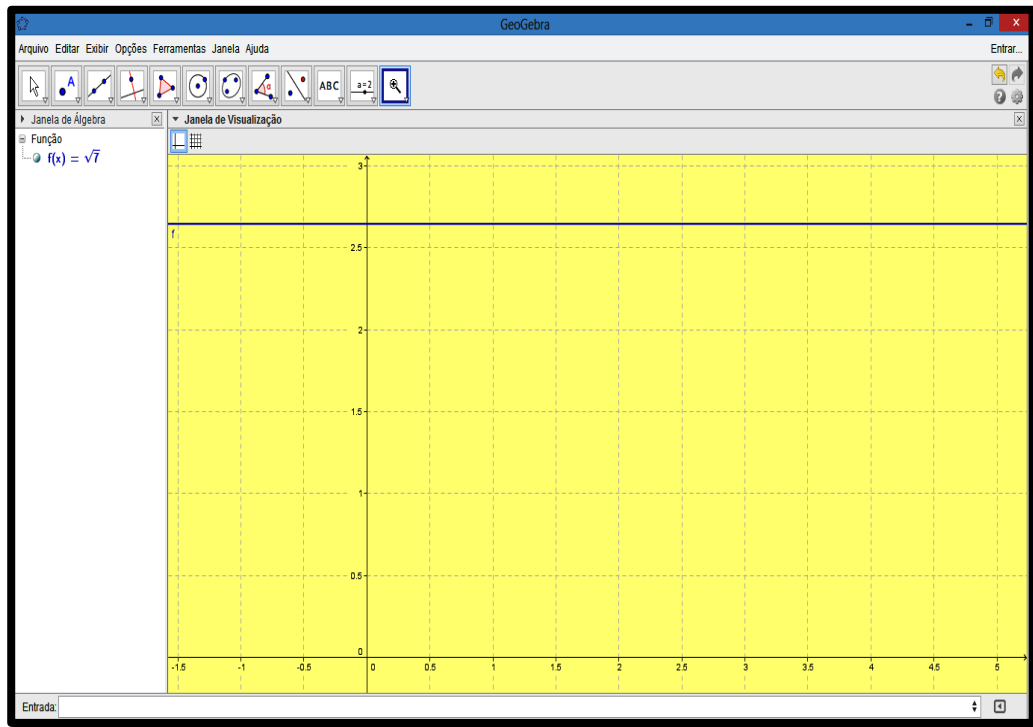 GeoGebra
Arquivo Editar Exibir Opções Ferramentas Janela Ajuda
Entrar...
A
α
ABC
a=2
Janela de Álgebra
Janela de Visualização
Função
f(x) = √7
f
3
2.5
2
1.5
1
0.5
0
-1.5 -1 -0.5 0 0.5 1 1.5 2 2.5 3 3.5 4 4.5 5
Entrada: